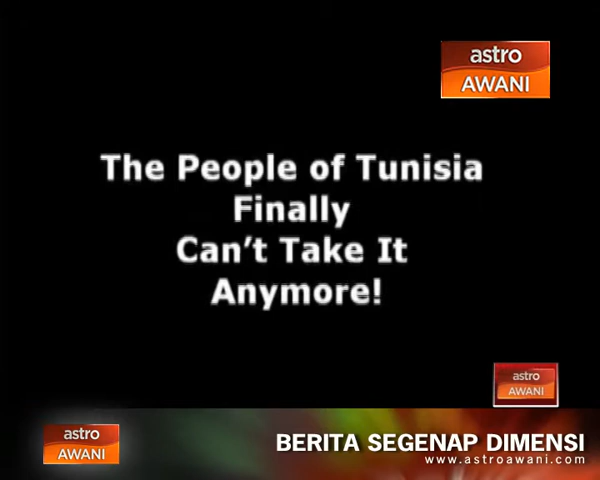 astro
AWANI
The People of Tunisia
Finally
Can't Take It
Anymore!
astro
AWANI
astro
AWANI
BERITA SEGENAP DIMENSI
www.astroawani.com